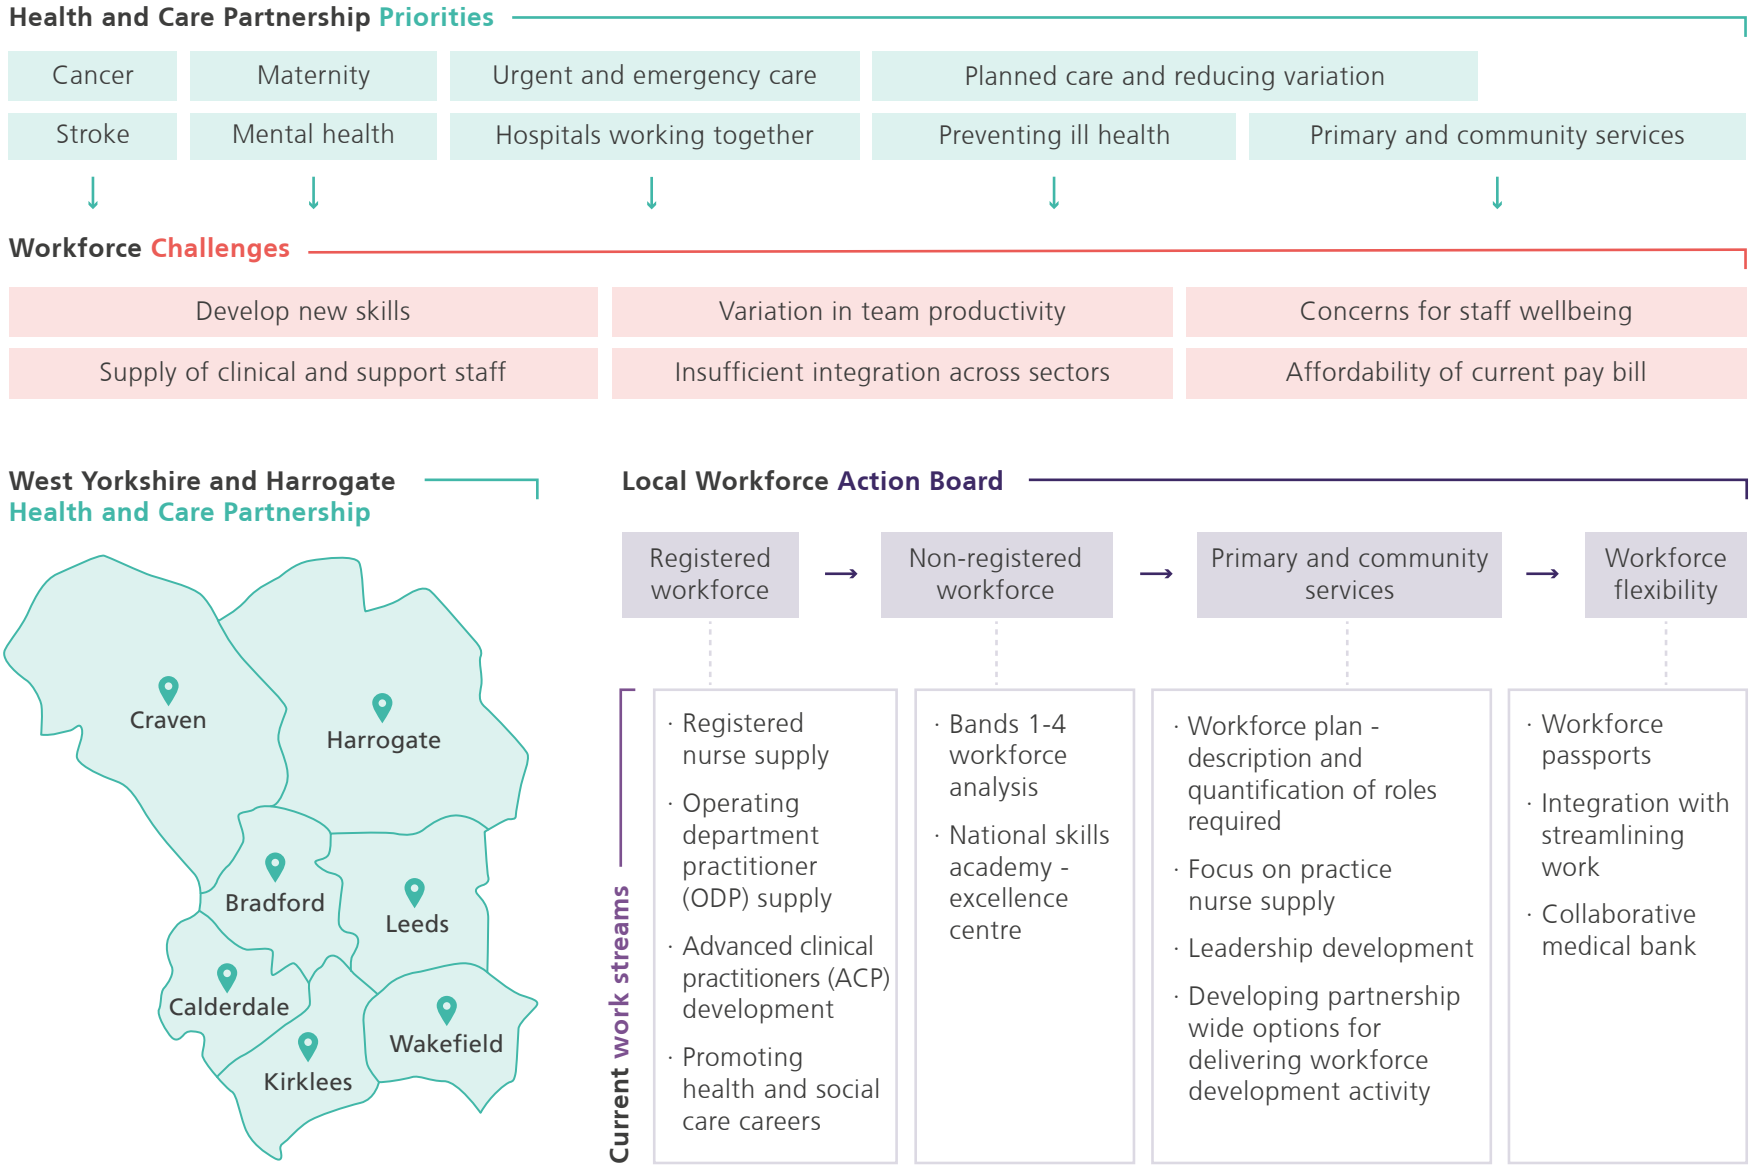 Health and Care Partnership Priorities
Cancer
Maternity
Urgent and emergency care
Planned care and reducing variation
Stroke
Mental health
Hospitals working together
Preventing ill health
Primary and community services
Workforce Challenges
Develop new skills
Variation in team productivity
Concerns for staff wellbeing
Supply of clinical and support staff
Insufficient integration across sectors
Affordability of current pay bill
West Yorkshire and Harrogate
Health and Care Partnership
Craven
Harrogate
Bradford
Leeds
Calderdale
Wakefield
Kirklees
Local Workforce Action Board
Registered
workforce
Non-registered
workforce
Primary and community
services
Workforce
flexibility
Current work streams
· Registered
nurse supply
· Operating
department
practitioner
(ODP) supply
· Advanced clinical
practitioners (ACP)
development
· Promoting
health and social
care careers
· Bands 1-4
workforce
analysis
· National skills
academy -
excellence
centre
· Workforce plan -
description and
quantification of roles
required
· Focus on practice
nurse supply
· Leadership development
· Developing partnership
wide options for
delivering workforce
development activity
· Workforce
passports
· Integration with
streamlining
work
· Collaborative
medical bank